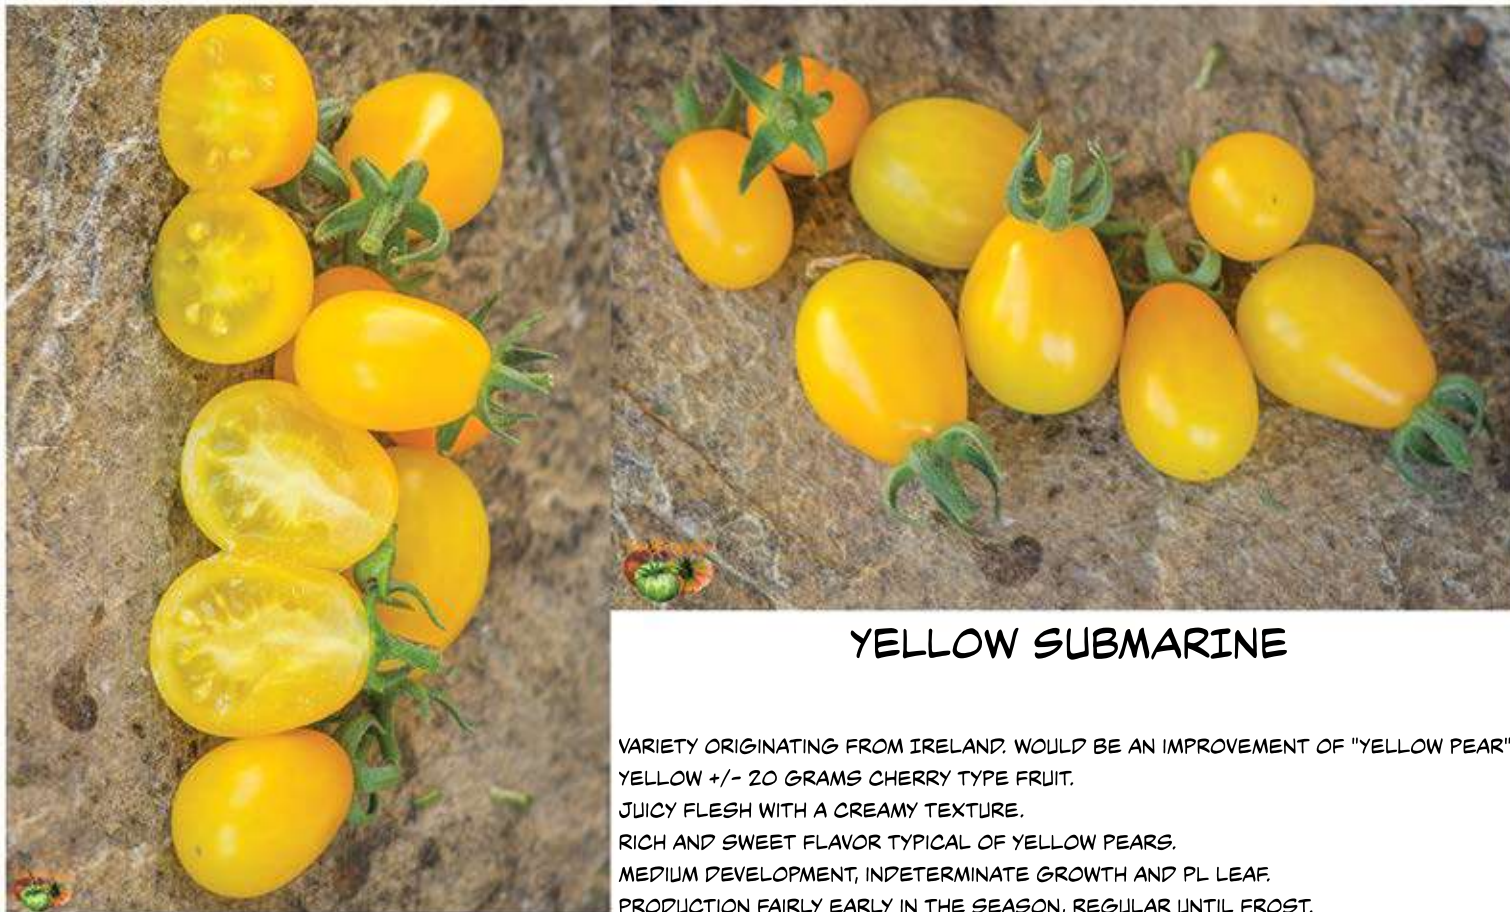 YELLOW SUBMARINE
VARIETY ORIGINATING FROM IRELAND. WOULD BE AN IMPROVEMENT OF "YELLOW PEAR"
YELLOW +/- 20 GRAMS CHERRY TYPE FRUIT.
JUICY FLESH WITH A CREAMY TEXTURE.
RICH AND SWEET FLAVOR TYPICAL OF YELLOW PEARS.
MEDIUM DEVELOPMENT, INDETERMINATE GROWTH AND PL LEAF.
PRODUCTION FAIRLY EARLY IN THE SEASON, REGULAR UNTIL FROST.